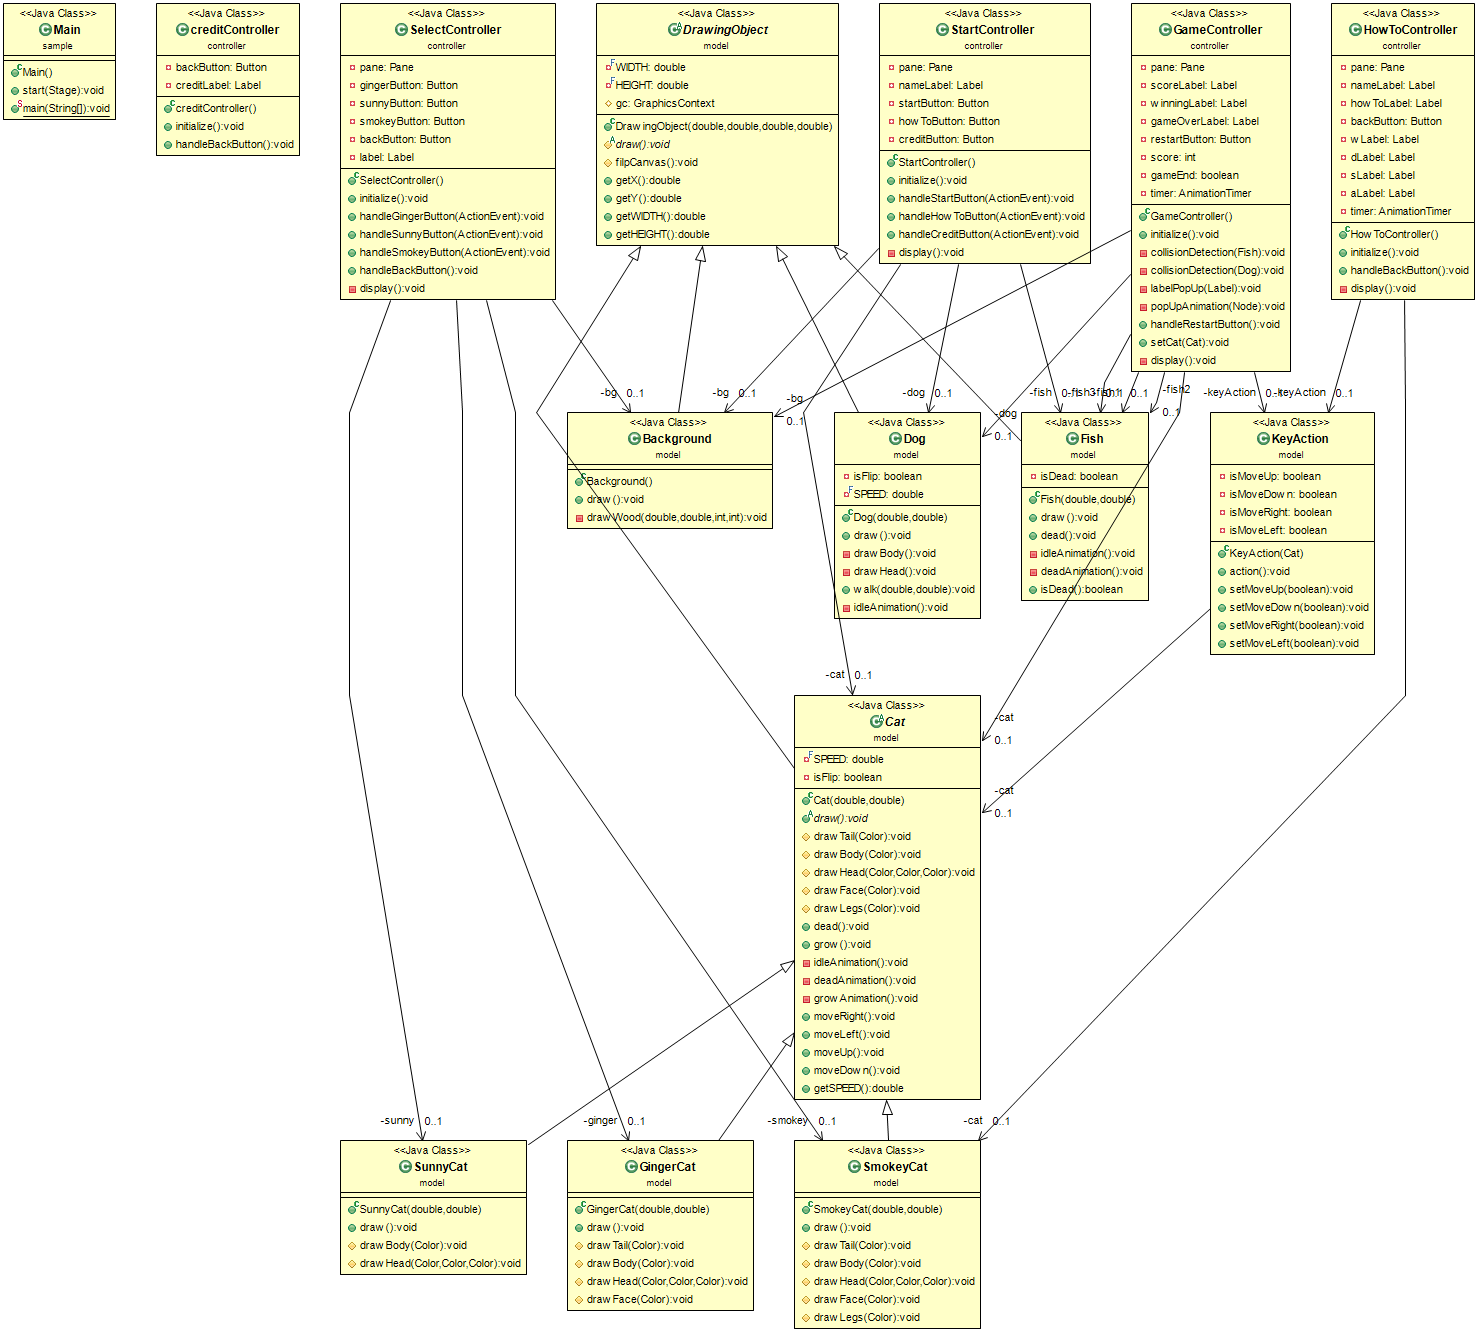 <<Java Class>>
Main
sample
Main()
start(Stage):void
main(String[]):void
<<Java Class>>
creditController
controller
backButton: Button
creditLabel: Label
creditController()
initialize():void
handleBackButton():void
<<Java Class>>
SelectController
controller
pane: Pane
gingerButton: Button
sunnyButton: Button
smokeyButton: Button
backButton: Button
label: Label
SelectController()
initialize():void
handleGingerButton(ActionEvent):void
handleSunnyButton(ActionEvent):void
handleSmokeyButton(ActionEvent):void
handleBackButton():void
display():void
<<Java Class>>
DrawingObject
model
WIDTH: double
HEIGHT: double
gc: GraphicsContext
DrawingObject(double,double,double,double)
draw():void
filpCanvas():void
getX():double
getY():double
getWIDTH():double
getHEIGHT():double
<<Java Class>>
StartController
controller
pane: Pane
nameLabel: Label
startButton: Button
howToButton: Button
creditButton: Button
StartController()
initialize():void
handleStartButton(ActionEvent):void
handleHowToButton(ActionEvent):void
handleCreditButton(ActionEvent):void
display():void
<<Java Class>>
GameController
controller
pane: Pane
scoreLabel: Label
winningLabel: Label
gameOverLabel: Label
restartButton: Button
score: int
gameEnd: boolean
timer: AnimationTimer
GameController()
initialize():void
collisionDetection(Fish):void
collisionDetection(Dog):void
labelPopUp(Label):void
popUpAnimation(Node):void
handleRestartButton():void
setCat(Cat):void
display():void
<<Java Class>>
HowToController
controller
pane: Pane
nameLabel: Label
howToLabel: Label
backButton: Button
wLabel: Label
dLabel: Label
sLabel: Label
aLabel: Label
timer: AnimationTimer
HowToController()
initialize():void
handleBackButton():void
display():void
-bg 0..1
-bg 0..1
-bg
0..1
-dog 0..1
-dog
0..1
-fish
-fish3
-fish1
0..1
-fish2
0..1
-keyAction
-keyAction 0..1
<<Java Class>>
Background
model
Background()
draw():void
drawWood(double,double,int,int):void
<<Java Class>>
Dog
model
isFlip: boolean
SPEED: double
Dog(double,double)
draw():void
drawBody():void
drawHead():void
walk(double,double):void
idleAnimation():void
<<Java Class>>
Fish
model
isDead: boolean
Fish(double,double)
draw():void
dead():void
idleAnimation():void
deadAnimation():void
isDead():boolean
<<Java Class>>
KeyAction
model
isMoveUp: boolean
isMoveDown: boolean
isMoveRight: boolean
isMoveLeft: boolean
KeyAction(Cat)
action():void
setMoveUp(boolean):void
setMoveDown(boolean):void
setMoveRight(boolean):void
setMoveLeft(boolean):void
-cat 0..1
-cat
0..1
-cat
0..1
<<Java Class>>
Cat
model
SPEED: double
isFlip: boolean
Cat(double,double)
draw():void
drawTail(Color):void
drawBody(Color):void
drawHead(Color,Color,Color):void
drawFace(Color):void
drawLegs(Color):void
dead():void
grow():void
idleAnimation():void
deadAnimation():void
growAnimation():void
moveRight():void
moveLeft():void
moveUp():void
moveDown():void
getSPEED():double
-sunny 0..1
-ginger 0..1
-smokey 0..1
-cat 0..1
<<Java Class>>
SunnyCat
model
SunnyCat(double,double)
draw():void
drawBody(Color):void
drawHead(Color,Color,Color):void
<<Java Class>>
GingerCat
model
GingerCat(double,double)
draw():void
drawTail(Color):void
drawBody(Color):void
drawHead(Color,Color,Color):void
drawFace(Color):void
<<Java Class>>
SmokeyCat
model
SmokeyCat(double,double)
draw():void
drawTail(Color):void
drawBody(Color):void
drawHead(Color,Color,Color):void
drawFace(Color):void
drawLegs(Color):void